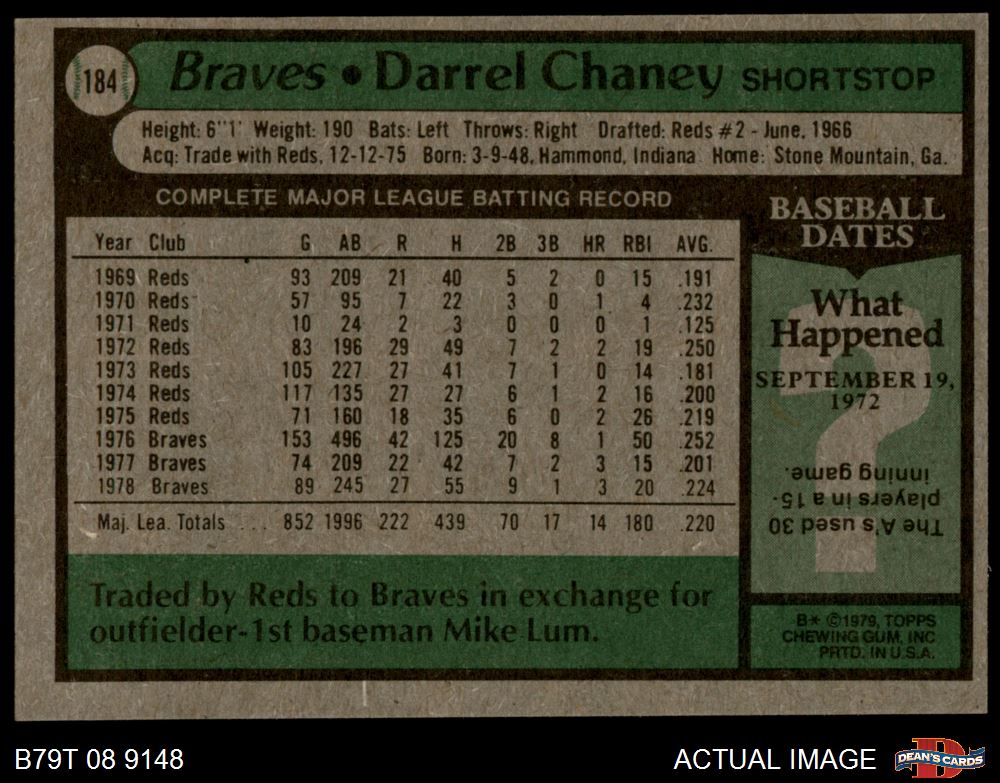 184 Braves • Darrel Chaney SHORTSTOP
Height: 6"1' Weight: 190 Bats: Left Throws: Right Drafted: Reds #2 - June, 1966
Acq: Trade with Reds, 12-12-75 Born: 3-9-48, Hammond, Indiana Home: Stone Mountain, Ga.
COMPLETE MAJOR LEAGUE BATTING RECORD
Year Club G AB R H 2B 3B HR RBI AVG.
1969 Reds 93 209 21 40 5 2 0 15 .191
1970 Reds 57 95 7 22 3 0 1 4 .232
1971 Reds 10 24 2 3 0 0 0 1 .125
1972 Reds 83 196 29 49 7 2 2 19 .250
1973 Reds 105 227 27 41 7 1 0 14 .181
1974 Reds 117 135 27 27 6 1 2 16 .200
1975 Reds 71 160 18 35 6 0 2 26 .219
1976 Braves 153 496 42 125 20 8 1 50 .252
1977 Braves 74 209 22 42 7 2 3 15 .201
1978 Braves 89 245 27 55 9 1 3 20 .224
Maj. Lea. Totals ... 852 1996 222 439 70 17 14 180 .220
Traded by Reds to Braves in exchange for
outfielder-1st baseman Mike Lum.
BASEBALL
DATES
What
Happened
SEPTEMBER 19,
1972
The A's used 30
players in a 15-
inning game.
B* ©1979, TOPPS
CHEWING GUM, INC
PRTD. IN U.S.A.
B79T 08 9148
ACTUAL IMAGE
DEAN'S CARDS